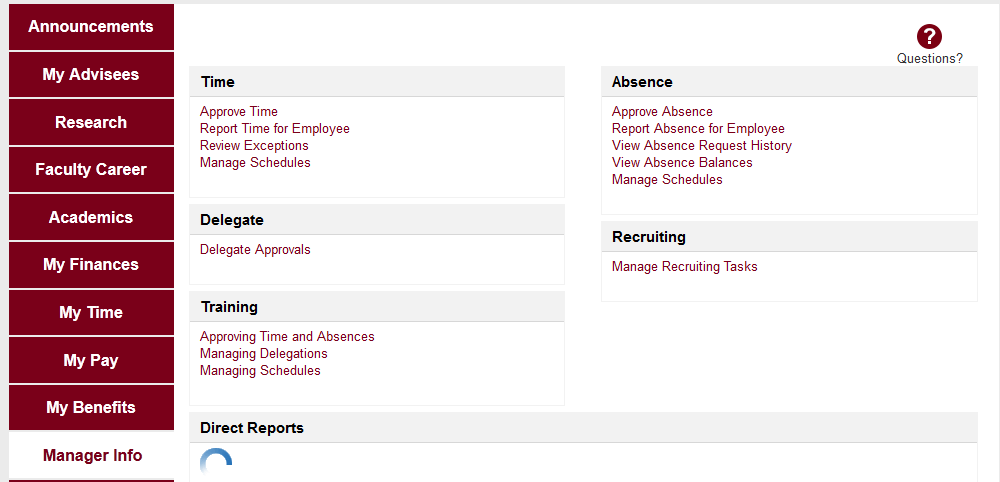 Announcements
My Advisees
Research
Faculty Career
Academics
My Finances
My Time
My Pay
My Benefits
Manager Info
?
Questions?
Time
Approve Time
Report Time for Employee
Review Exceptions
Manage Schedules
Delegate
Delegate Approvals
Training
Approving Time and Absences
Managing Delegations
Managing Schedules
Absence
Approve Absence
Report Absence for Employee
View Absence Request History
View Absence Balances
Manage Schedules
Recruiting
Manage Recruiting Tasks
Direct Reports